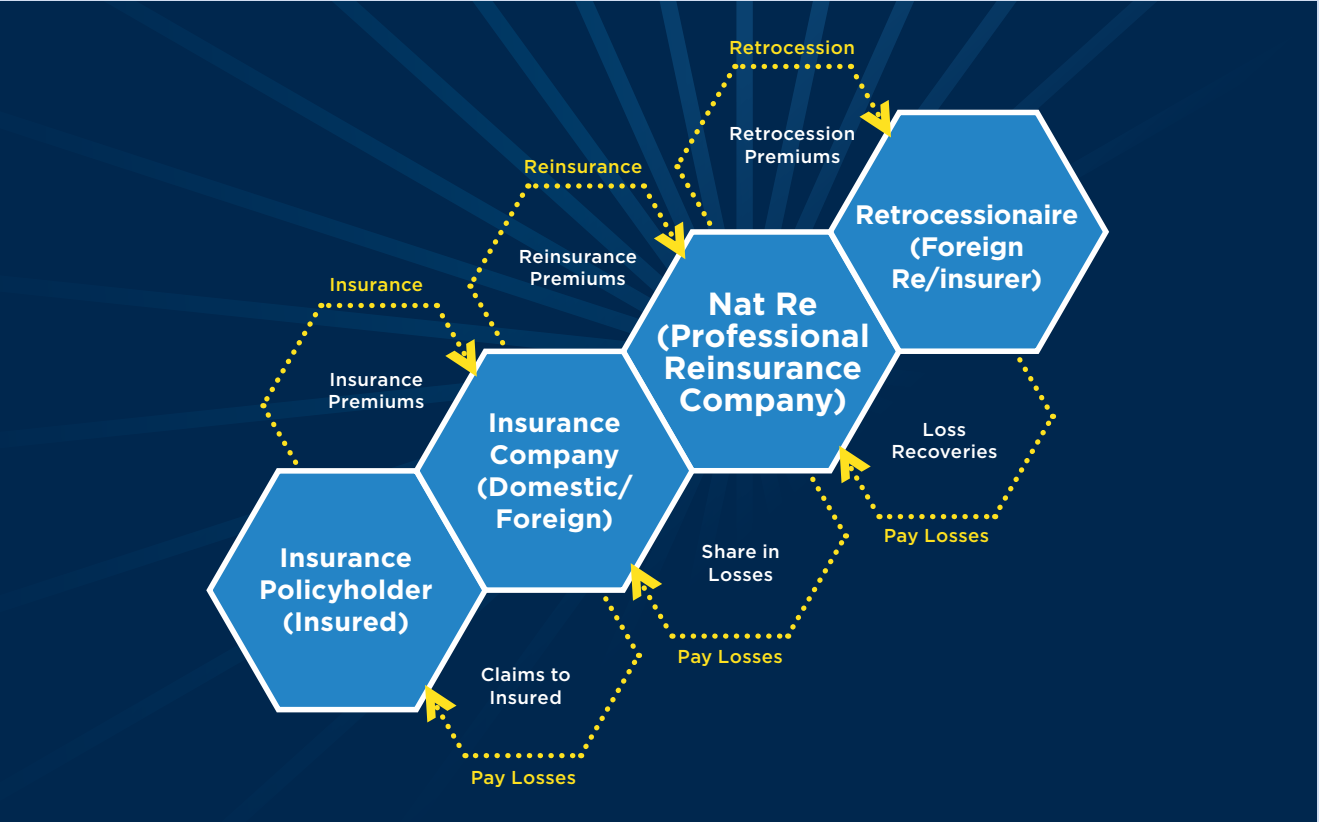 Retrocession
Retrocession
Premiums
Retrocessionaire
(Foreign
Re/insurer)
Reinsurance
Reinsurance
Premiums
Nat Re
(Professional
Reinsurance
Company)
Insurance
Insurance
Premiums
Insurance
Company
(Domestic/
Foreign)
Loss
Recoveries
Pay Losses
Insurance
Policyholder
(Insured)
Share in
Losses
Pay Losses
Claims to
Insured
Pay Losses